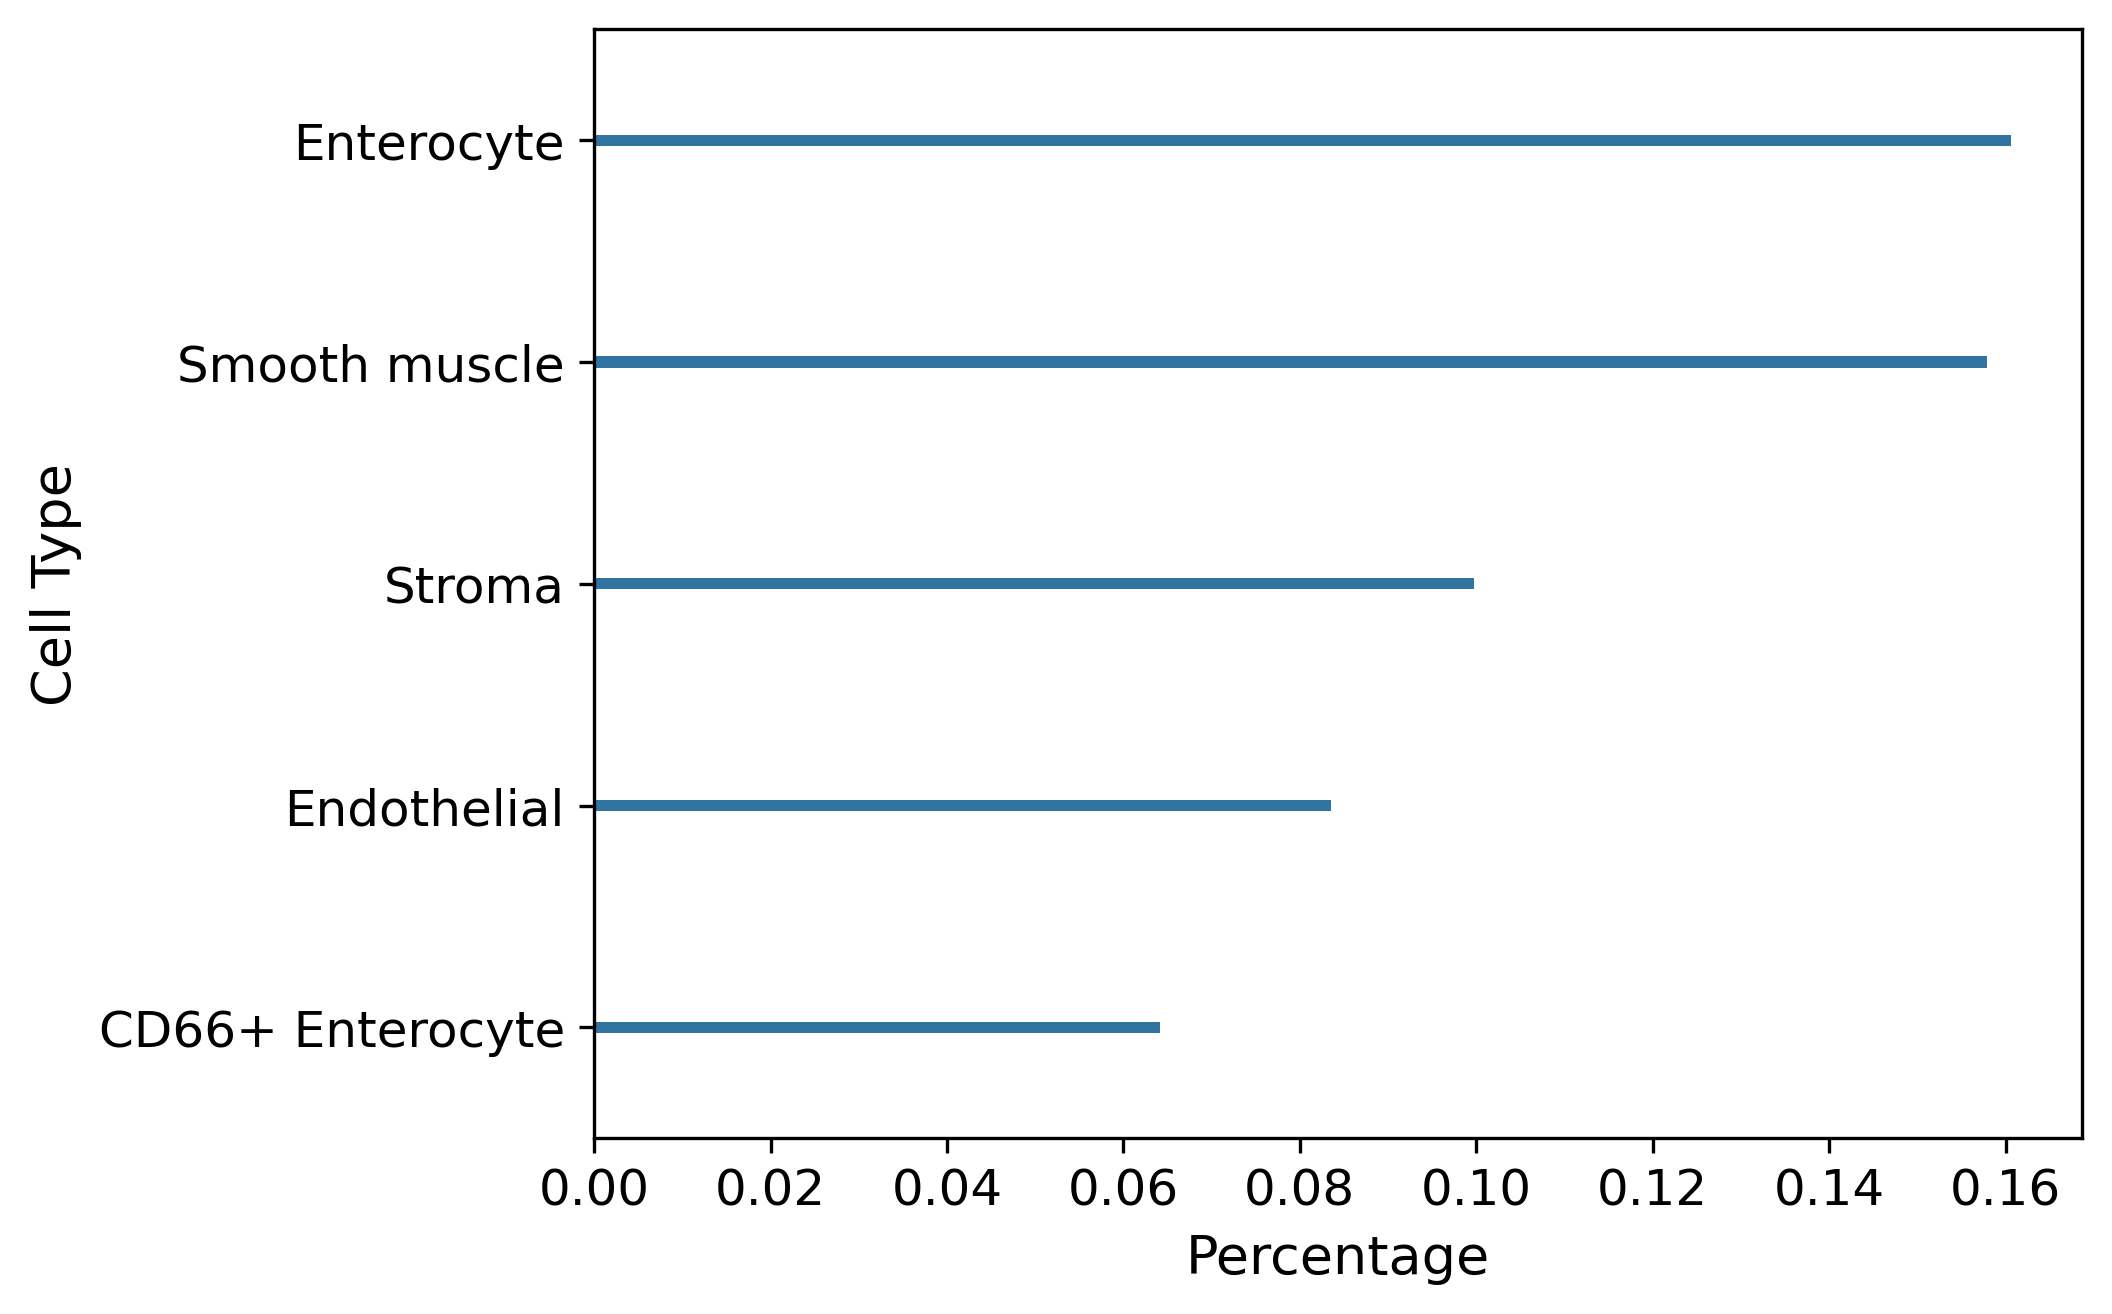 Cell Type
Enterocyte
Smooth muscle
Stroma
Endothelial
CD66+ Enterocyte
0.00 0.02 0.04 0.06 0.08 0.10 0.12 0.14 0.16
Percentage